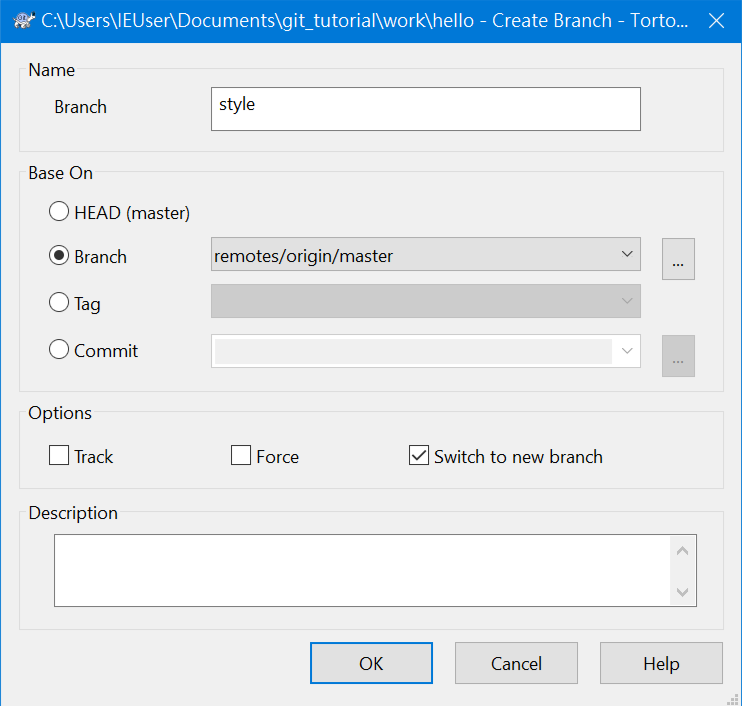 C:\Users\IEUser\Documents\git_tutorial\work\hello - Create Branch - Torto...
Name
Branch style
Base On
HEAD (master)
Branch remotes/origin/master ...
Tag
Commit ...
Options
Track Force Switch to new branch
Description
OK Cancel Help